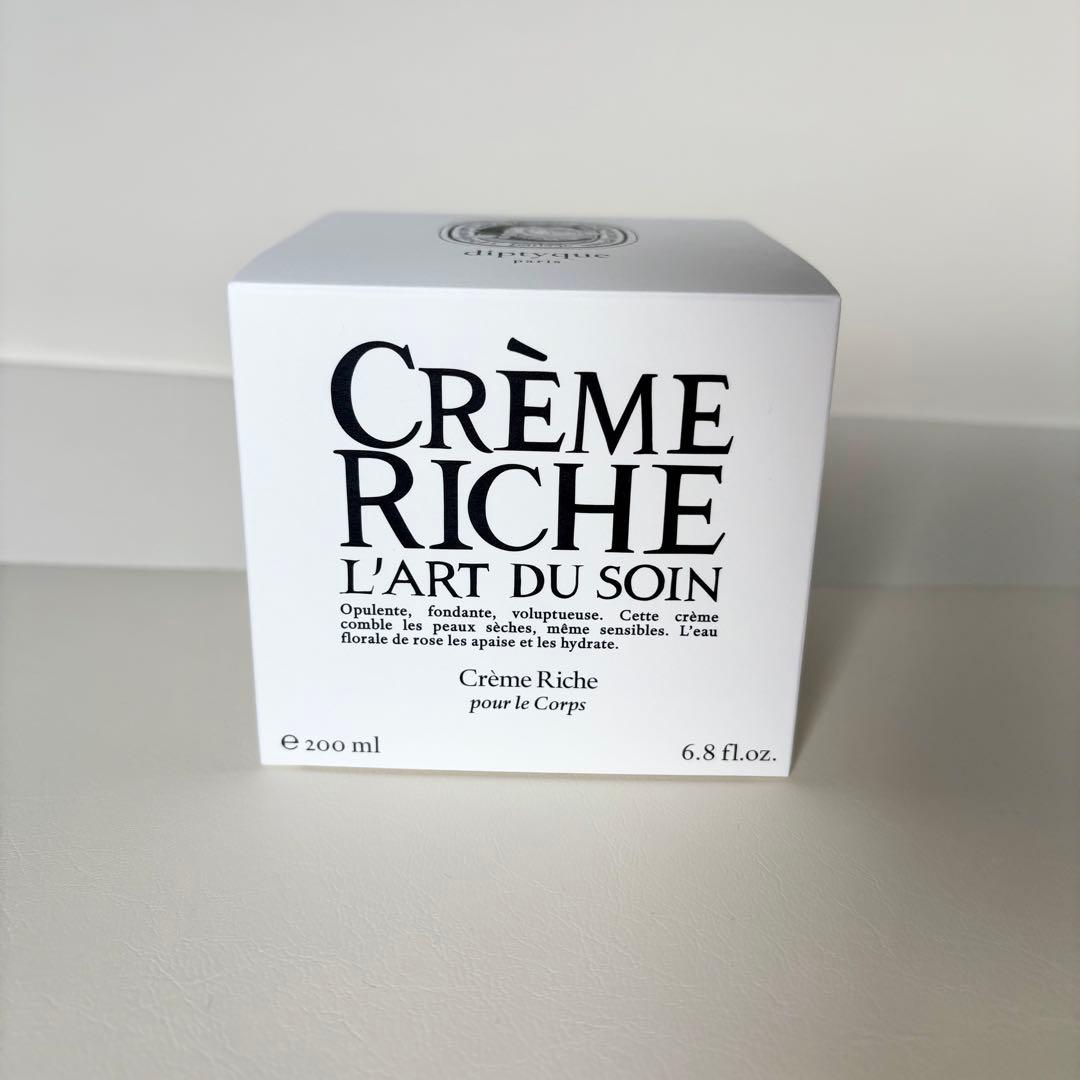 diptyque
paris
CRÈME
RICHE
L'ART DU SOIN
Opulente, fondante, voluptueuse. Cette crème
comble les peaux sèches, même sensibles. L'eau
florale de rose les apaise et les hydrate.
Crème Riche
pour le Corps
℮ 200 ml
6.8 fl.oz.